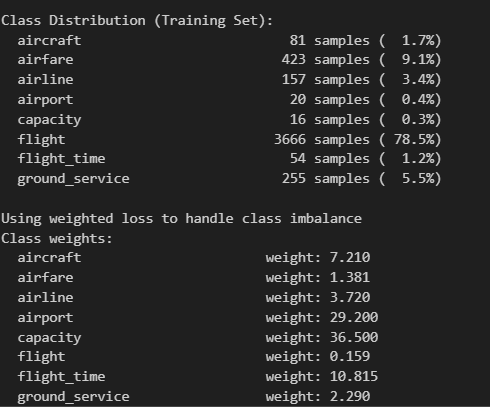 Class Distribution (Training Set):
  aircraft                          81 samples (  1.7%)
  airfare                          423 samples (  9.1%)
  airline                          157 samples (  3.4%)
  airport                           20 samples (  0.4%)
  capacity                          16 samples (  0.3%)
  flight                          3666 samples ( 78.5%)
  flight_time                       54 samples (  1.2%)
  ground_service                   255 samples (  5.5%)

Using weighted loss to handle class imbalance
Class weights:
  aircraft                       weight: 7.210
  airfare                        weight: 1.381
  airline                        weight: 3.720
  airport                        weight: 29.200
  capacity                       weight: 36.500
  flight                         weight: 0.159
  flight_time                    weight: 10.815
  ground_service                 weight: 2.290